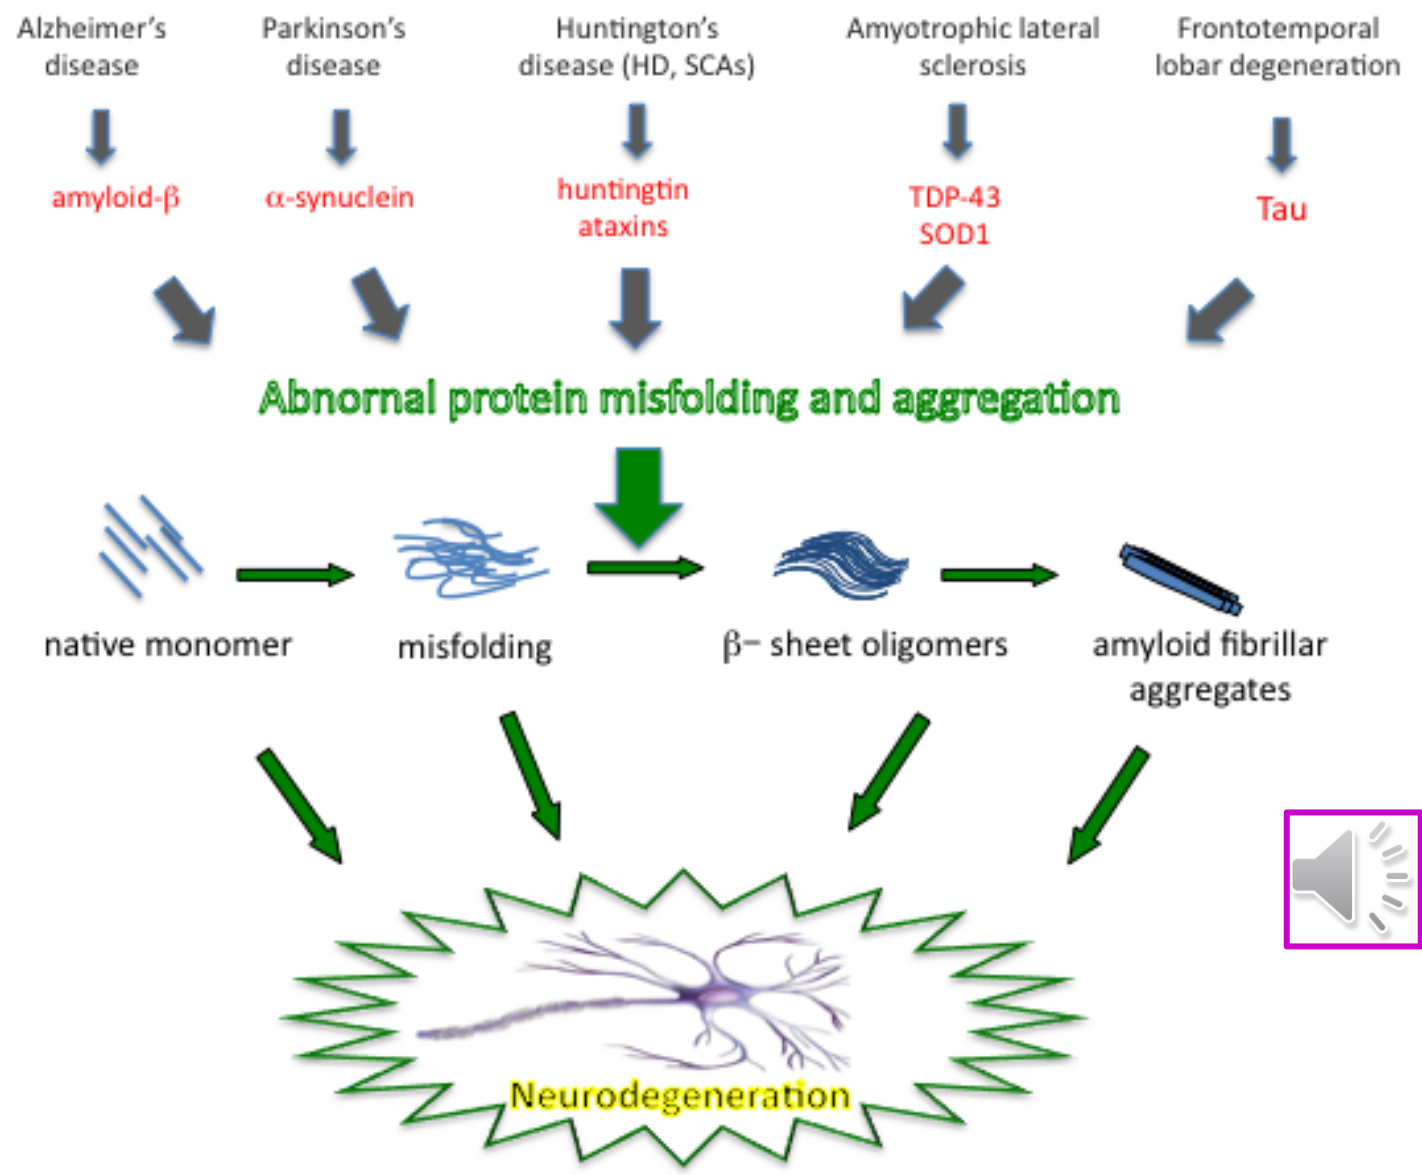 Alzheimer's
disease
Parkinson's
disease
Huntington's
disease (HD, SCAs)
Amyotrophic lateral
sclerosis
Frontotemporal
lobar degeneration
amyloid-β
α-synuclein
huntingtin
ataxins
TDP-43
SOD1
Tau
Abnornal protein misfolding and aggregation
native monomer
misfolding
β- sheet oligomers
amyloid fibrillar
aggregates
Neurodegeneration